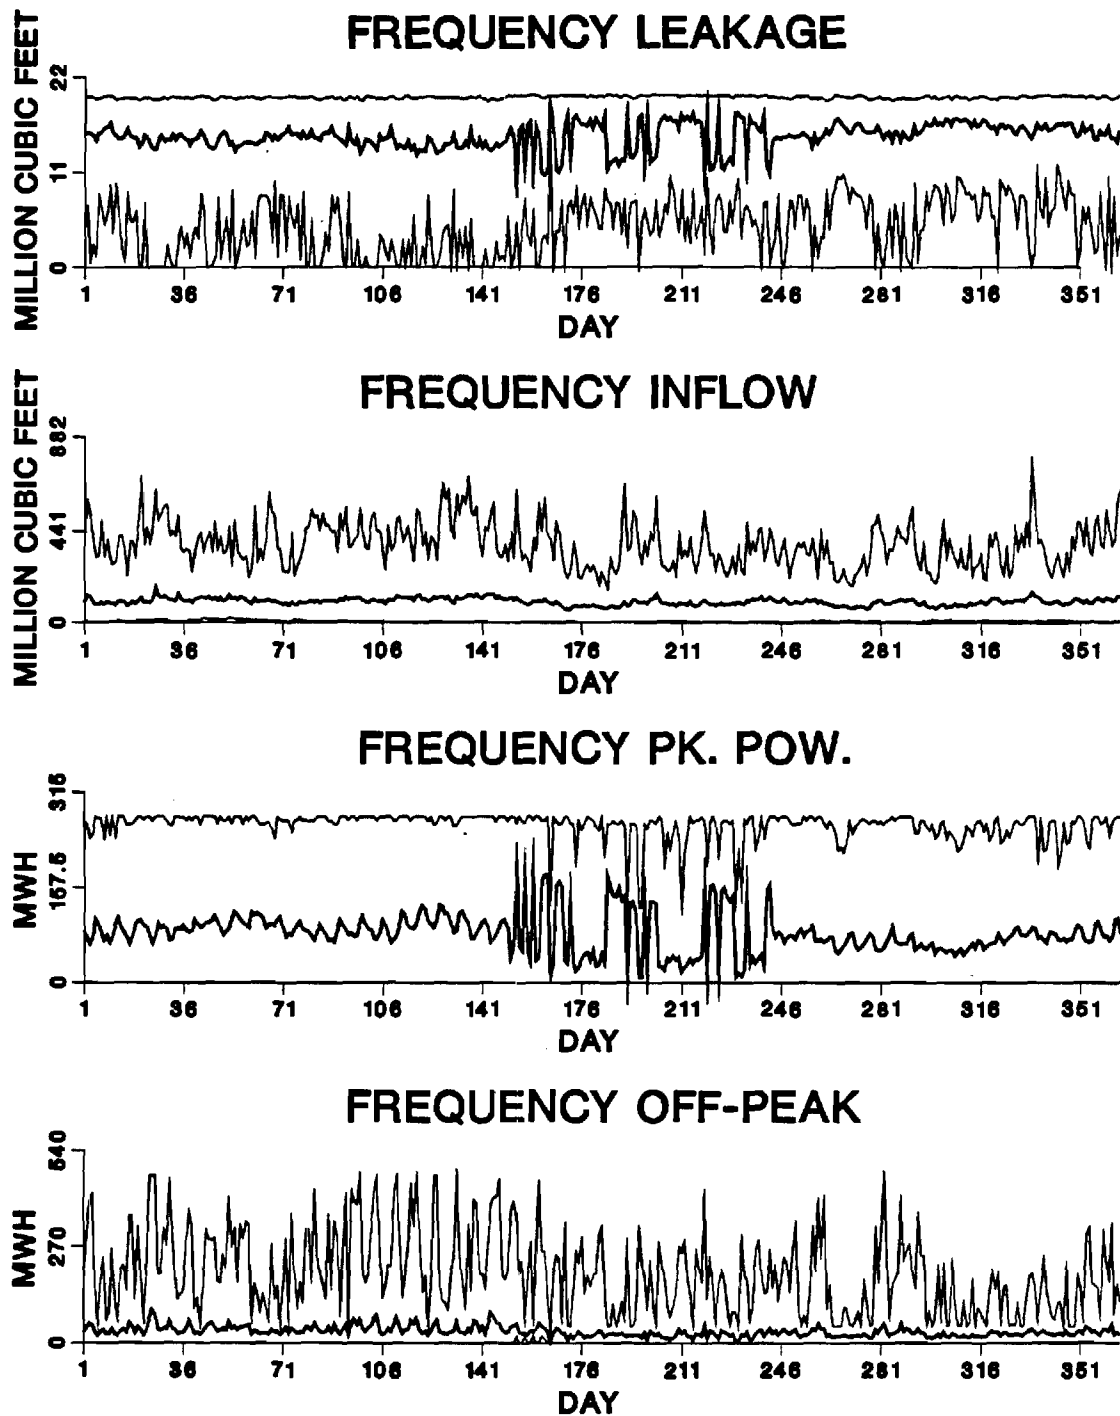 FREQUENCY LEAKAGE
MILLION CUBIC FEET
22
11
0
1 36 71 106 141 176 211 246 281 316 351
DAY
FREQUENCY INFLOW
MILLION CUBIC FEET
882
441
0
1 36 71 106 141 176 211 246 281 316 351
DAY
FREQUENCY PK. POW.
MWH
316
157.5
0
1 36 71 106 141 176 211 246 281 316 351
DAY
FREQUENCY OFF-PEAK
MWH
540
270
0
1 36 71 106 141 176 211 246 281 316 351
DAY